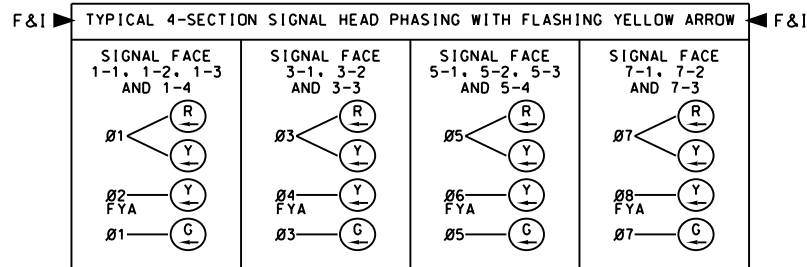 F&I TYPICAL 4-SECTION SIGNAL HEAD PHASING WITH FLASHING YELLOW ARROW F&I
SIGNAL FACE
1-1, 1-2, 1-3
AND 1-4
Ø1
R
Y
Ø2
FYA
Y
Ø1
G
SIGNAL FACE
3-1, 3-2
AND 3-3
Ø3
R
Y
Ø4
FYA
Y
Ø3
G
SIGNAL FACE
5-1, 5-2, 5-3
AND 5-4
Ø5
R
Y
Ø6
FYA
Y
Ø5
G
SIGNAL FACE
7-1, 7-2
AND 7-3
Ø7
R
Y
Ø8
FYA
Y
Ø7
G